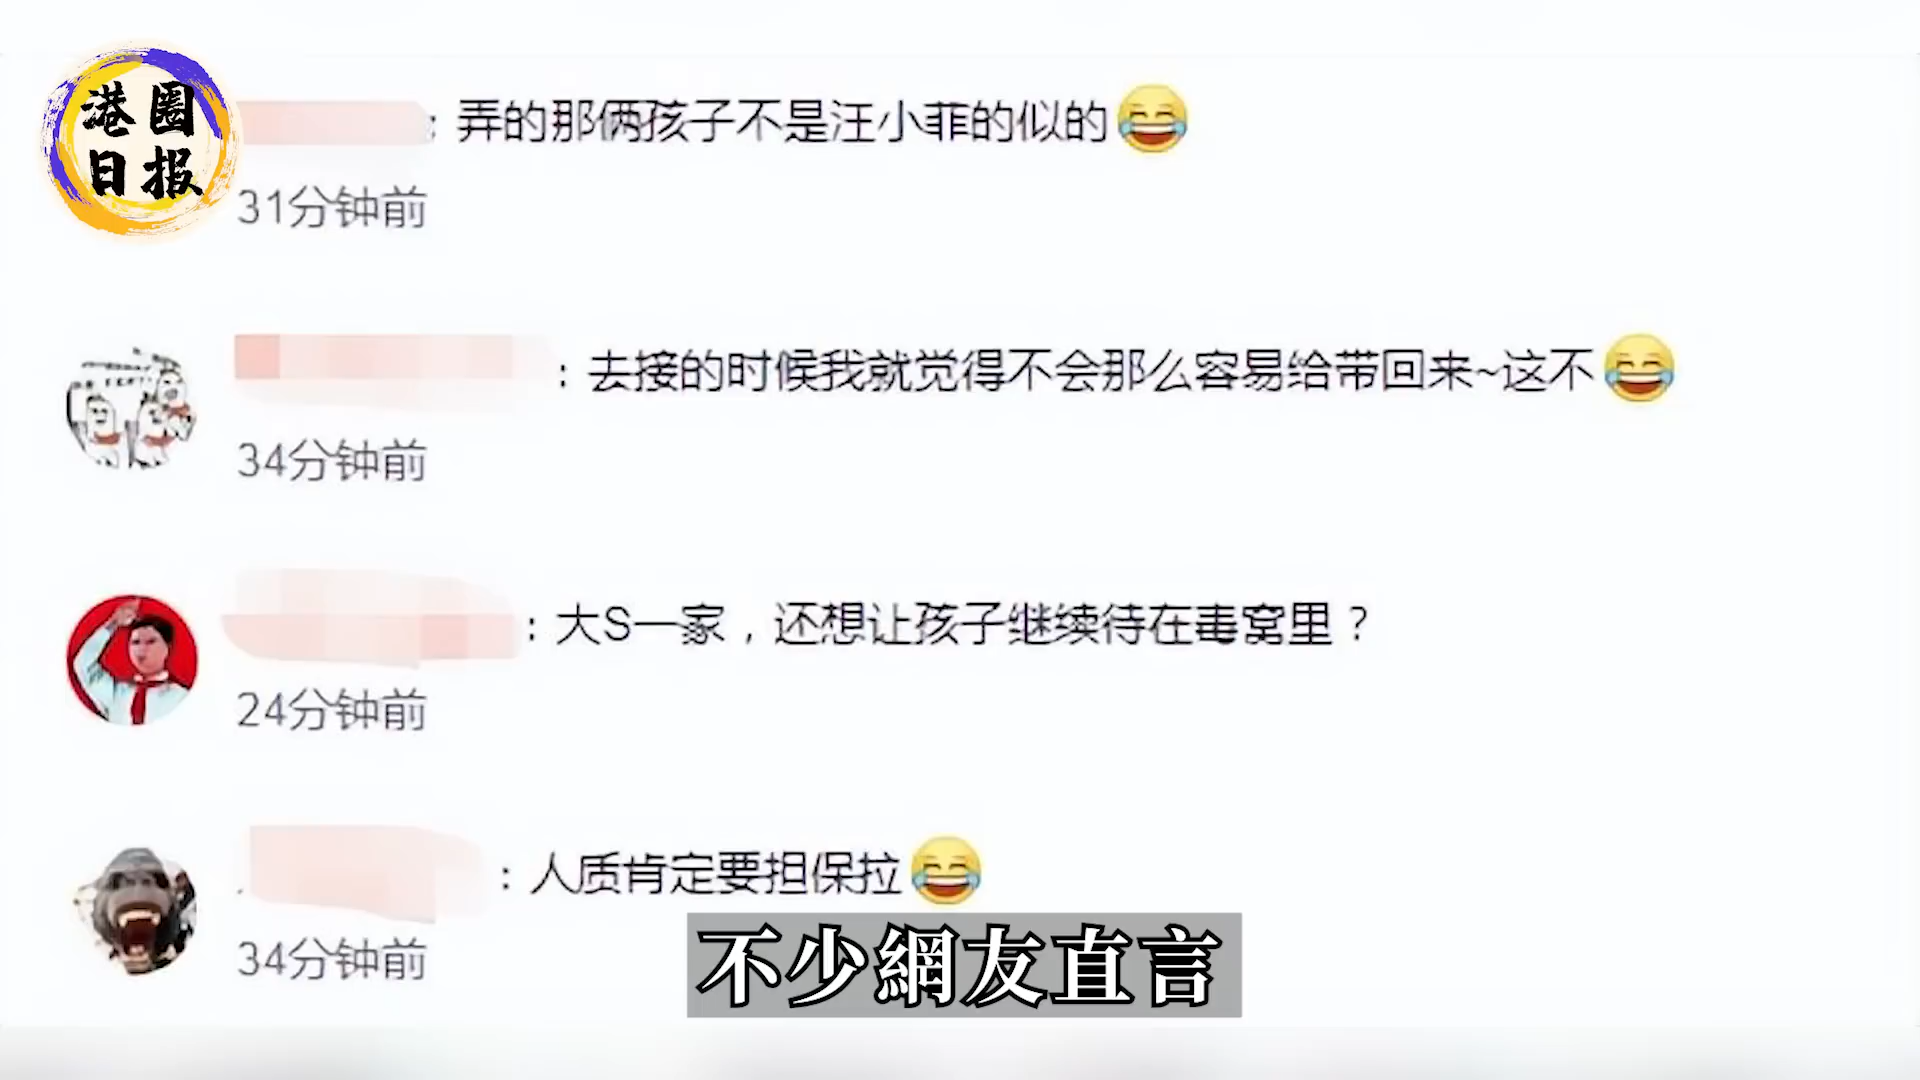 港圈
日报
：弄的那俩孩子不是汪小菲的似的😂
31分钟前
：去接的时候我就觉得不会那么容易给带回来~这不😂
34分钟前
：大S一家，还想让孩子继续待在毒窝里？
24分钟前
：人质肯定要担保拉😂
34分钟前
不少網友直言